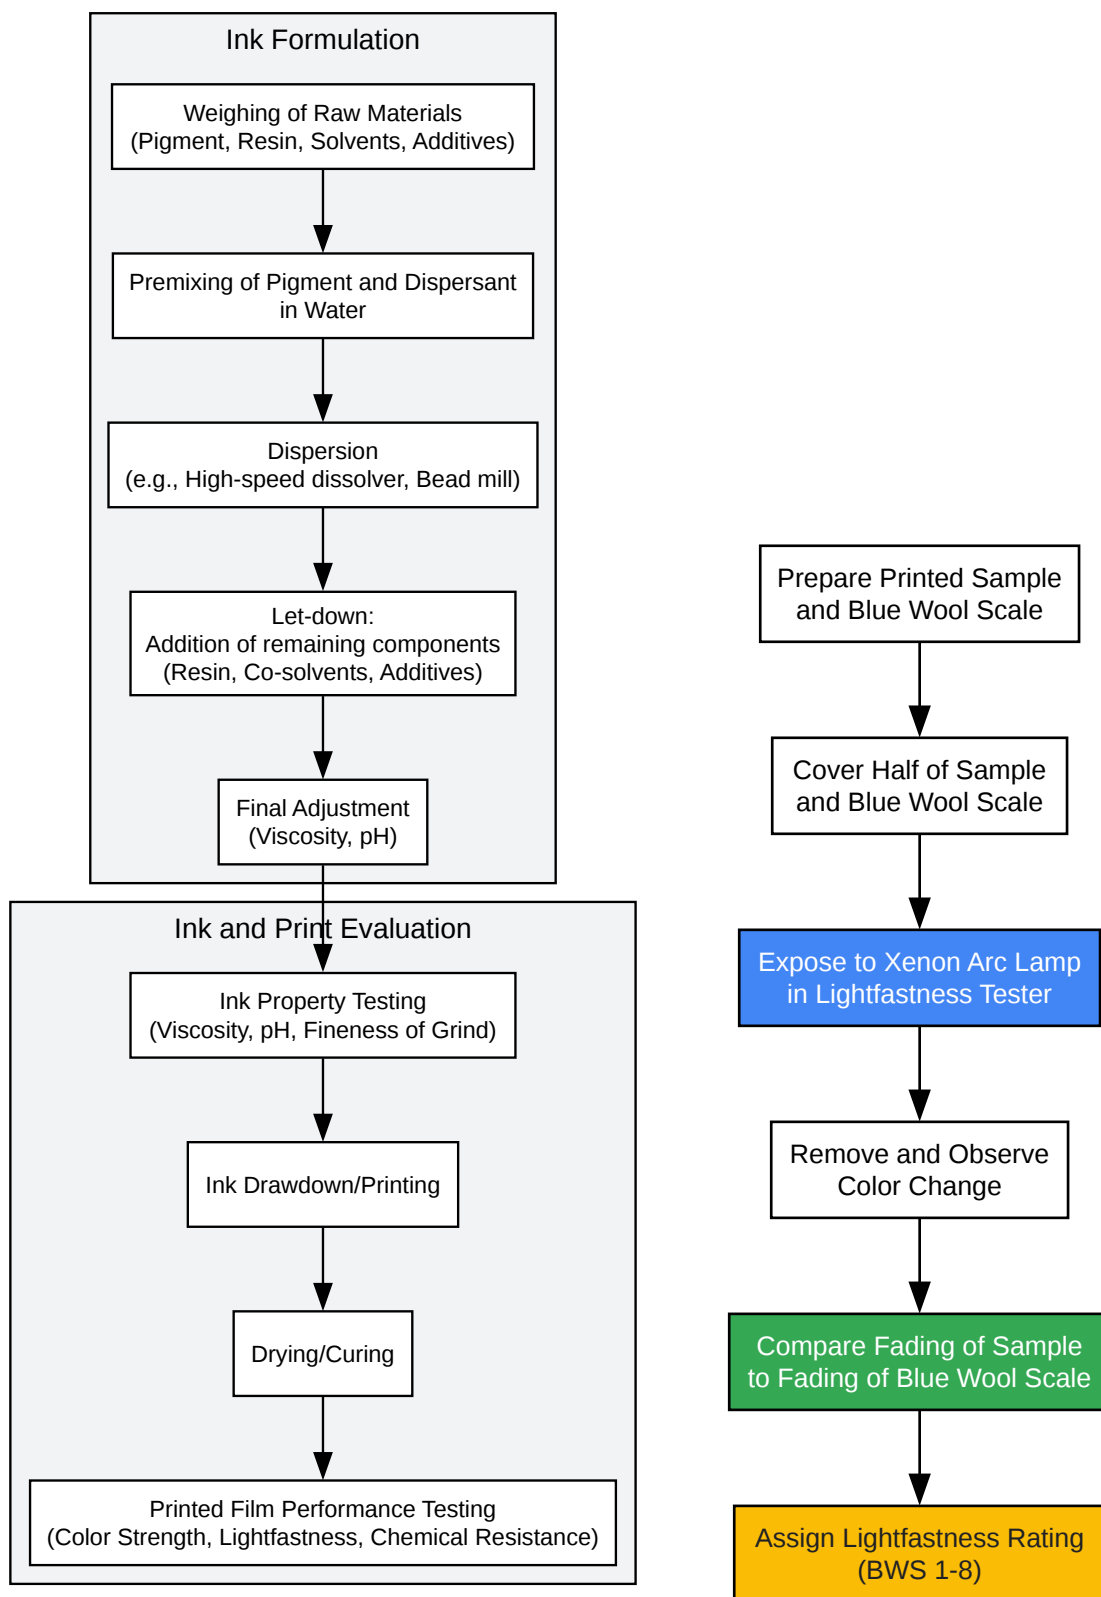 Ink Formulation
Weighing of Raw Materials
(Pigment, Resin, Solvents, Additives)
Premixing of Pigment and Dispersant
in Water
Dispersion
(e.g., High-speed dissolver, Bead mill)
Let-down:
Addition of remaining components
(Resin, Co-solvents, Additives)
Final Adjustment
(Viscosity, pH)
Ink and Print Evaluation
Ink Property Testing
(Viscosity, pH, Fineness of Grind)
Ink Drawdown/Printing
Drying/Curing
Printed Film Performance Testing
(Color Strength, Lightfastness, Chemical Resistance)
Prepare Printed Sample
and Blue Wool Scale
Cover Half of Sample
and Blue Wool Scale
Expose to Xenon Arc Lamp
in Lightfastness Tester
Remove and Observe
Color Change
Compare Fading of Sample
to Fading of Blue Wool Scale
Assign Lightfastness Rating
(BWS 1-8)